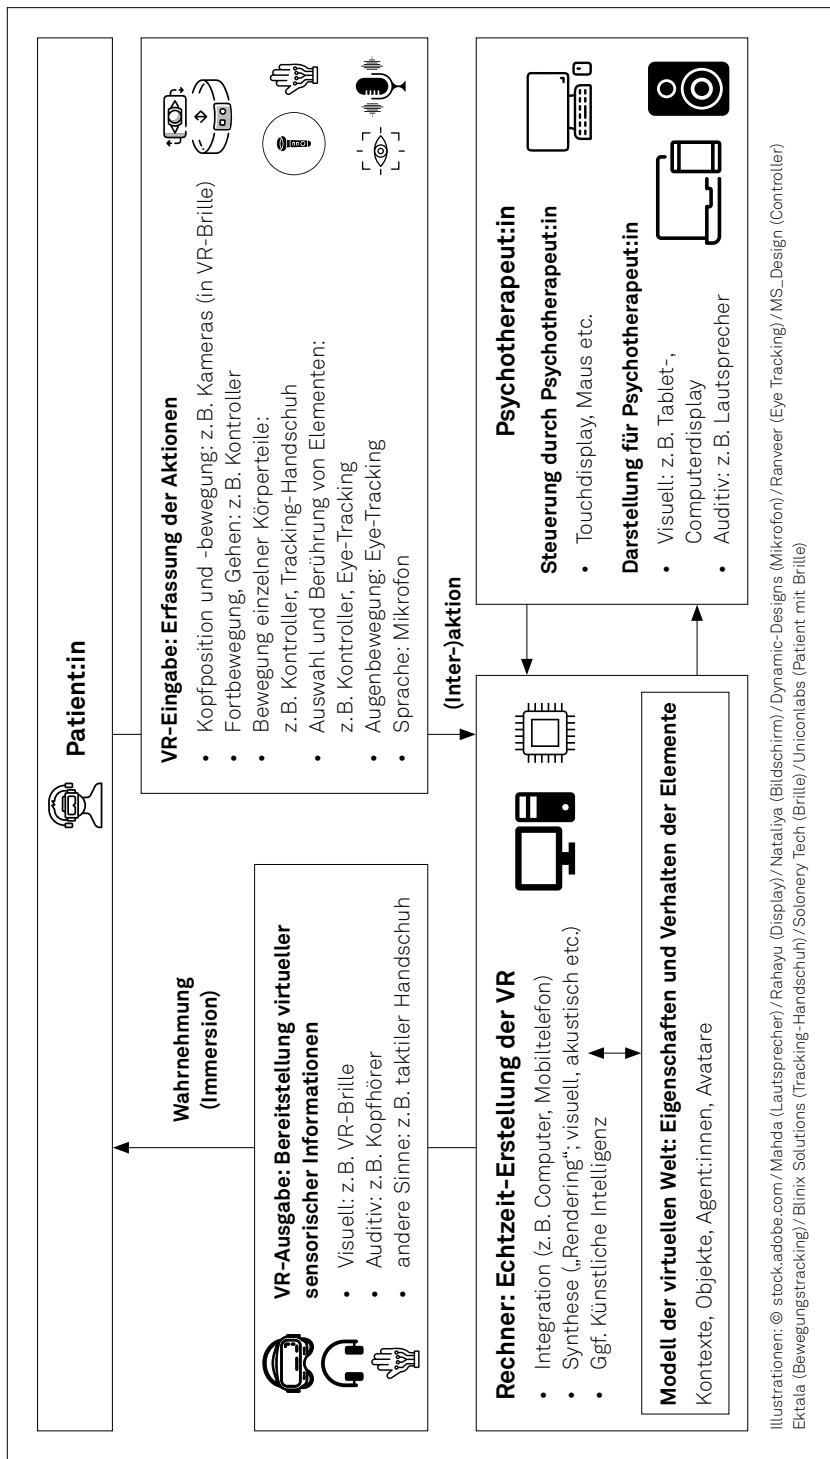 Patient:in
Wahrnehmung
(Immersion)
VR-Ausgabe: Bereitstellung virtueller
sensorischer Informationen
• Visuell: z. B. VR-Brille
• Auditiv: z. B. Kopfhörer
• andere Sinne: z. B. taktiler Handschuh
VR-Eingabe: Erfassung der Aktionen
• Kopfposition und -bewegung: z. B. Kameras (in VR-Brille)
• Fortbewegung, Gehen: z. B. Kontroller
• Bewegung einzelner Körperteile:
z. B. Kontroller, Tracking-Handschuh
• Auswahl und Berührung von Elementen:
z. B. Kontroller, Eye-Tracking
• Augenbewegung: Eye-Tracking
• Sprache: Mikrofon
(Inter-)aktion
Rechner: Echtzeit-Erstellung der VR
• Integration (z. B. Computer, Mobiltelefon)
• Synthese („Rendering“; visuell, akustisch etc.)
• Ggf. Künstliche Intelligenz
Modell der virtuellen Welt: Eigenschaften und Verhalten der Elemente
Kontexte, Objekte, Agent:innen, Avatare
Psychotherapeut:in
Steuerung durch Psychotherapeut:in
• Touchdisplay, Maus etc.
Darstellung für Psychotherapeut:in
• Visuell: z. B. Tablet-,
Computerdisplay
• Auditiv: z. B. Lautsprecher
Illustrationen: © stock.adobe.com / Mahda (Lautsprecher) / Rahayu (Display) / Nataliya (Bildschirm) / Dynamic-Designs (Mikrofon) / Ranveer (Eye Tracking) / MS_Design (Controller)
Ektala (Bewegungstracking) / Blinix Solutions (Tracking-Handschuh) / Solonery Tech (Brille) / Uniconlabs (Patient mit Brille)